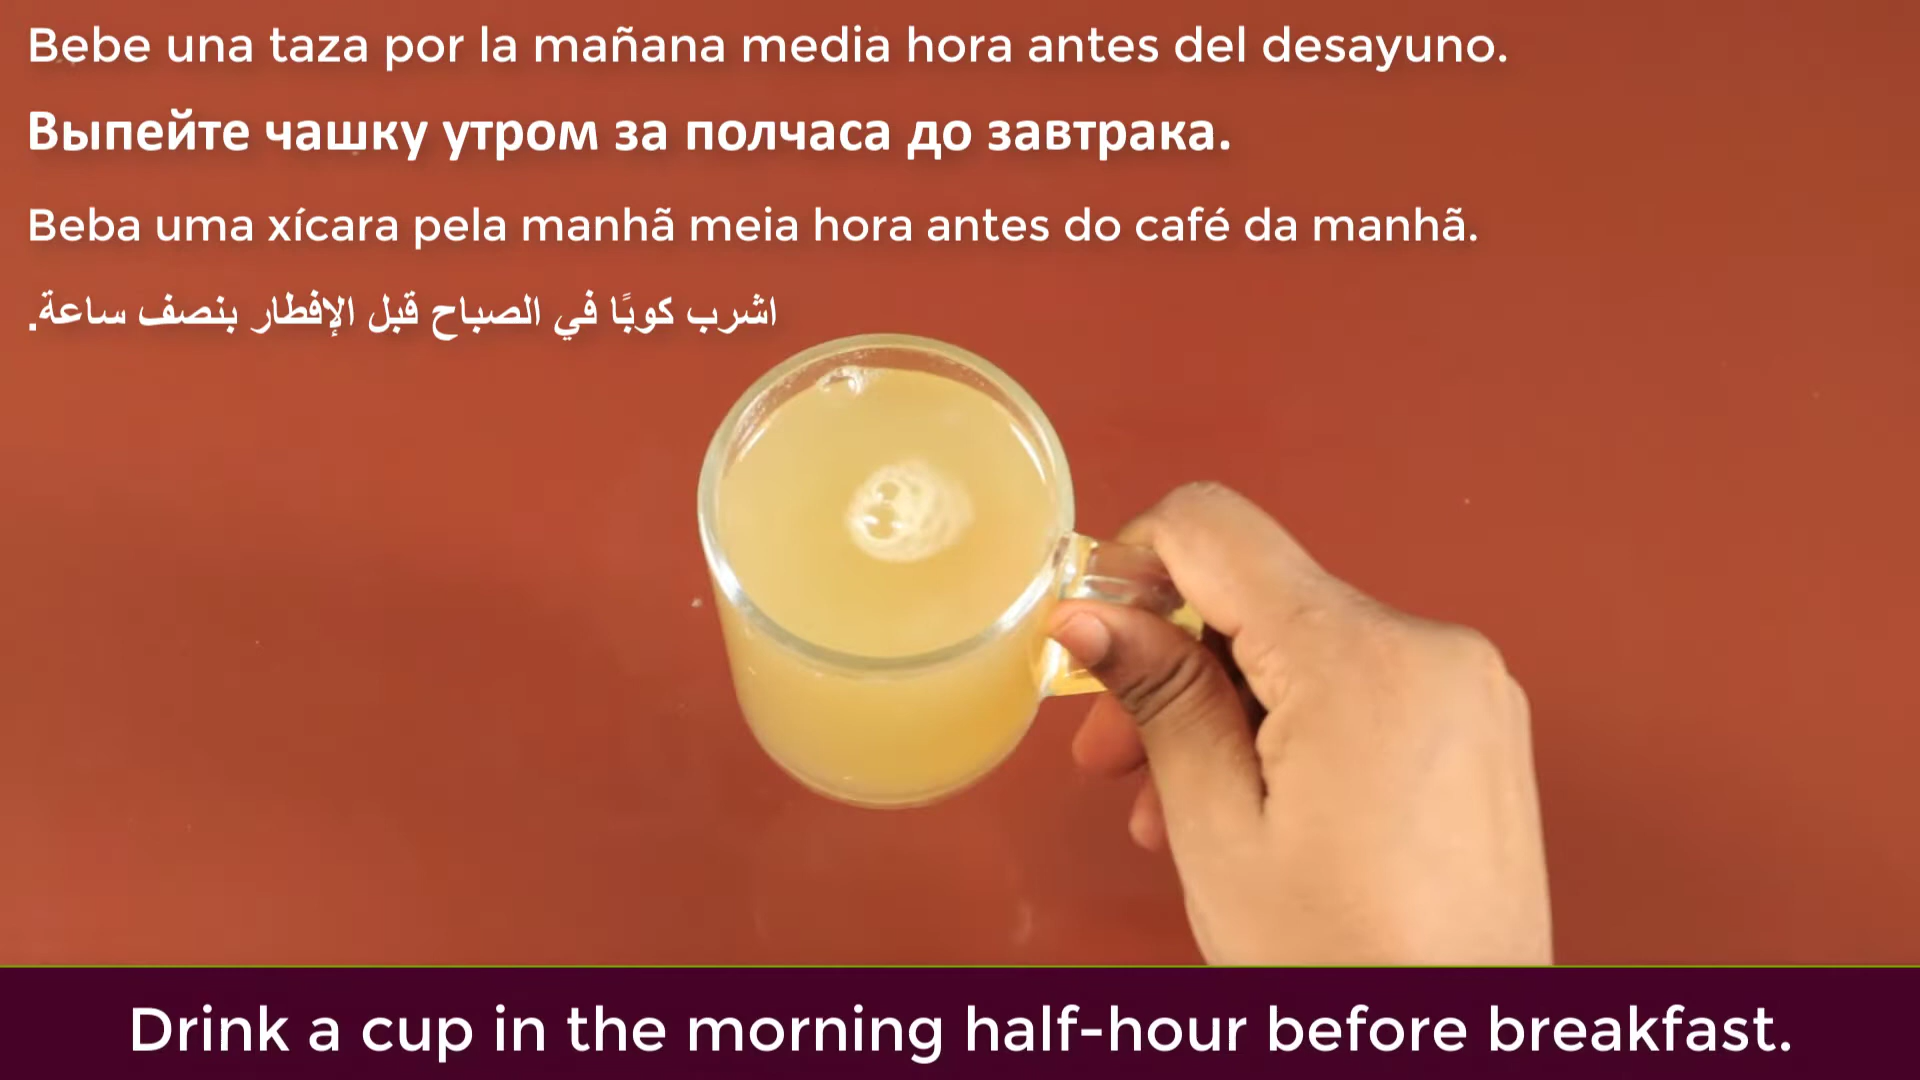 Bebe una taza por la mañana media hora antes del desayuno.
Выпейте чашку утром за полчаса до завтрака.
Beba uma xícara pela manhã meia hora antes do café da manhã.
اشرب كوبًا في الصباح قبل الإفطار بنصف ساعة.
Drink a cup in the morning half-hour before breakfast.